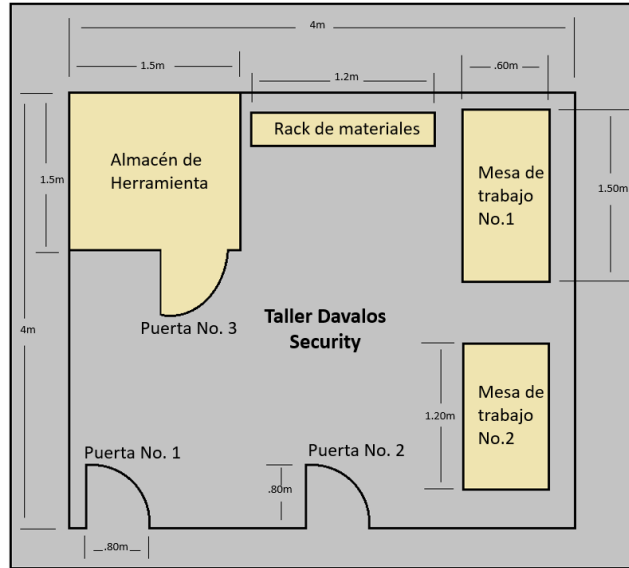 4m
1.5m
.60m
1.2m
Rack de materiales
Almacén de
Herramienta
1.5m
Mesa de
trabajo
No.1
1.50m
Puerta No. 3
4m
Taller Davalos
Security
Mesa de
trabajo
No.2
1.20m
Puerta No. 1
Puerta No. 2
.80m
.80m